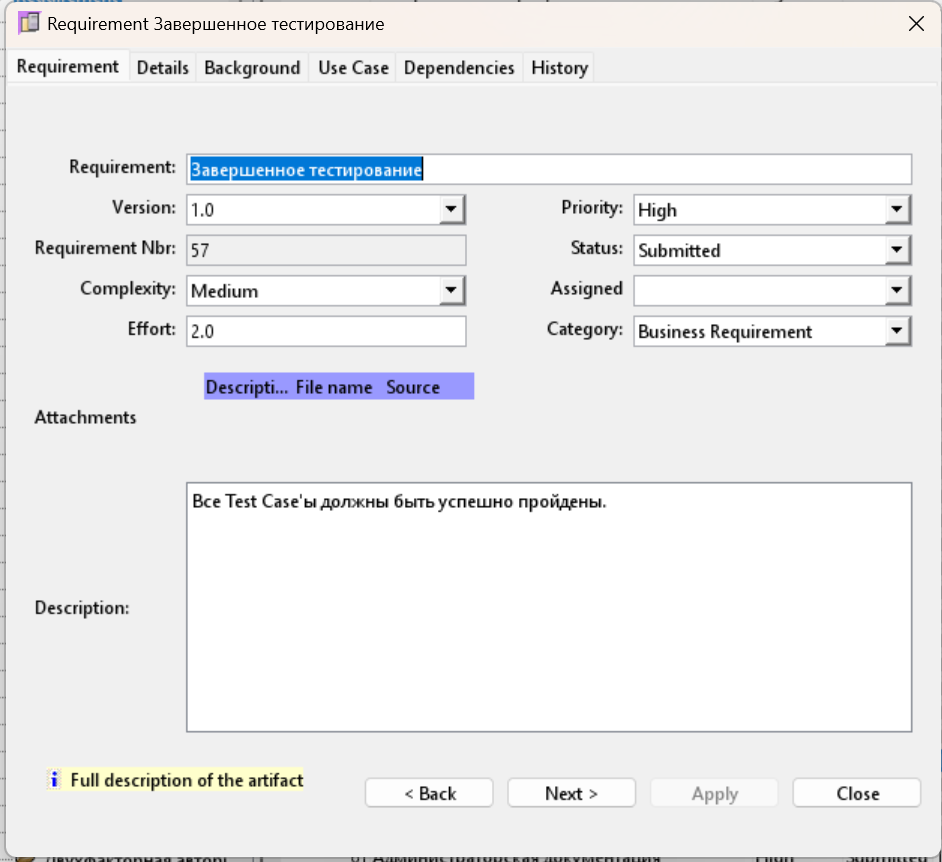 Requirement Завершенное тестирование
Requirement Details Background Use Case Dependencies History
Requirement: Завершенное тестирование
Version: 1.0 Priority: High
Requirement Nbr: 57 Status: Submitted
Complexity: Medium Assigned
Effort: 2.0 Category: Business Requirement
Descripti... File name Source
Attachments
Все Test Case'ы должны быть успешно пройдены.
Description:
i Full description of the artifact
< Back Next > Apply Close